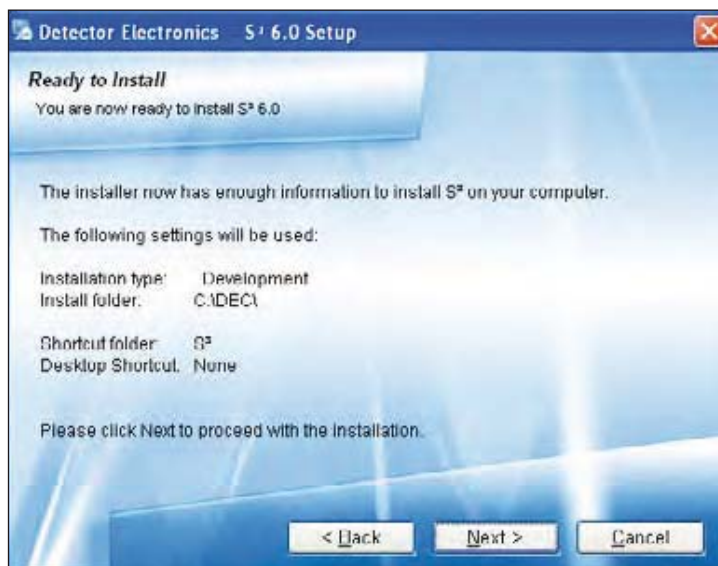 Detector Electronics S³ 6.0 Setup
Ready to Install
You are now ready to install S³ 6.0
The installer now has enough information to install S³ on your computer.
The following settings will be used:
Installation type: Development
Install folder: C:\DEC\
Shortcut folder: S³
Desktop Shortcut: None
Please click Next to proceed with the installation.
< Back Next > Cancel